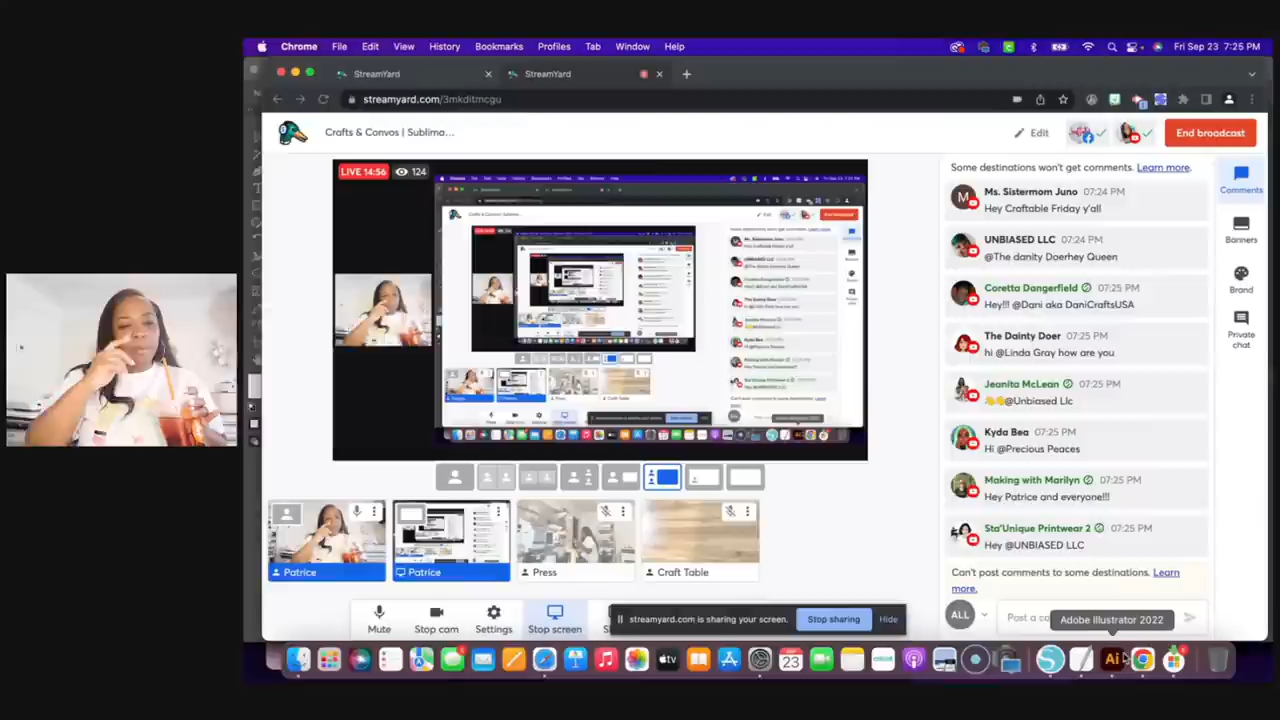 Chrome File Edit View History Bookmarks Profiles Tab Window Help Fri Sep 23 7:25 PM
StreamYard StreamYard
streamyard.com/3mkditmcgu
Crafts & Convos | Sublima... Edit End broadcast
LIVE 14:56 124
Some destinations won't get comments. Learn more.
M Ms. Sistermom Juno 07:24 PM
Hey Craftable Friday y'all
UNBIASED LLC 07:24 PM
@The danity Doerhey Queen
Coretta Dangerfield 07:25 PM
Hey!!! @Dani aka DaniCraftsUSA
The Dainty Doer 07:25 PM
hi @Linda Gray how are you
Jeanita McLean 07:25 PM
@Unbiased Llc
Kyda Bea 07:25 PM
Hi @Precious Peaces
Making with Marilyn 07:25 PM
Hey Patrice and everyone!!!
Sta'Unique Printwear 2 07:25 PM
Hey @UNBIASED LLC
Can't post comments to some destinations. Learn
more.
ALL Post a co
Comments
Banners
Brand
Private
chat
Patrice Patrice Press Craft Table
Mute Stop cam Settings Stop screen
streamyard.com is sharing your screen. Stop sharing Hide
Adobe Illustrator 2022
SEP
23
tv
Ai